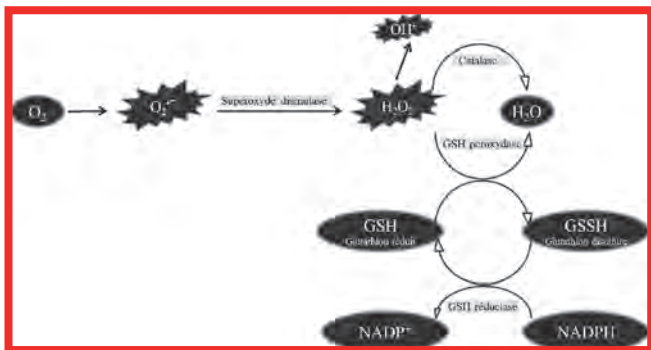 OH°
Catalase
O₂
O₂°⁻
Superoxyde dismutase
H₂O₂
H₂O
GSH peroxydase
GSH
Glutathion réduit
GSSH
Glutathion
GSH réductase
NADP⁺
NADPH